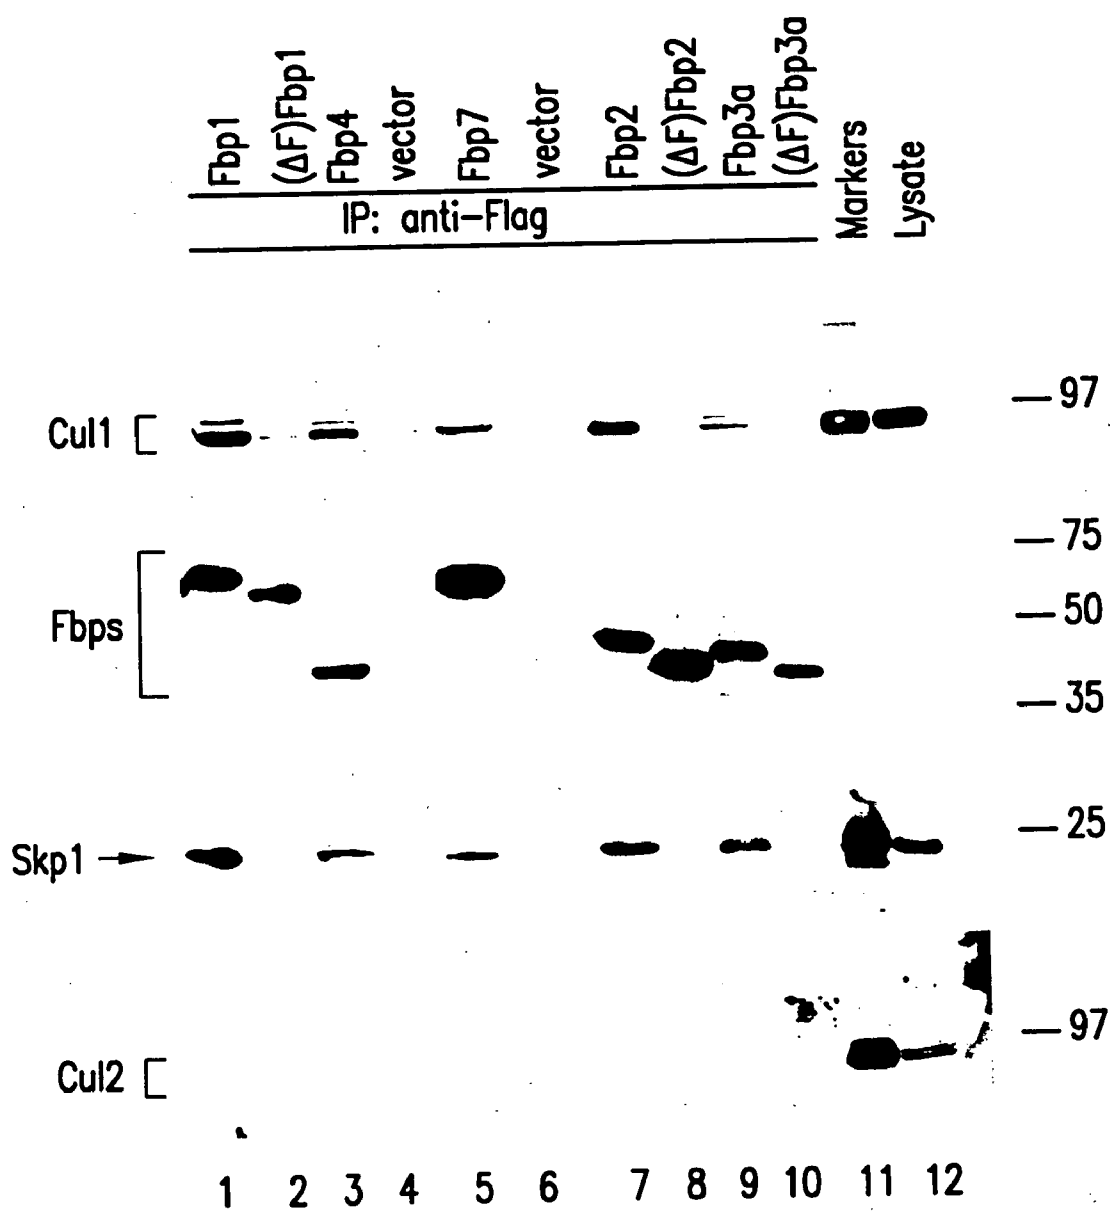 Fbp1
(ΔF)Fbp1
Fbp4
vector
Fbp7
vector
Fbp2
(ΔF)Fbp2
Fbp3a
(ΔF)Fbp3a
Markers
Lysate
IP: anti-Flag
97
Cul1
75
50
Fbps
35
25
Skp1
97
Cul2
1 2 3 4 5 6 7 8 9 10 11 12